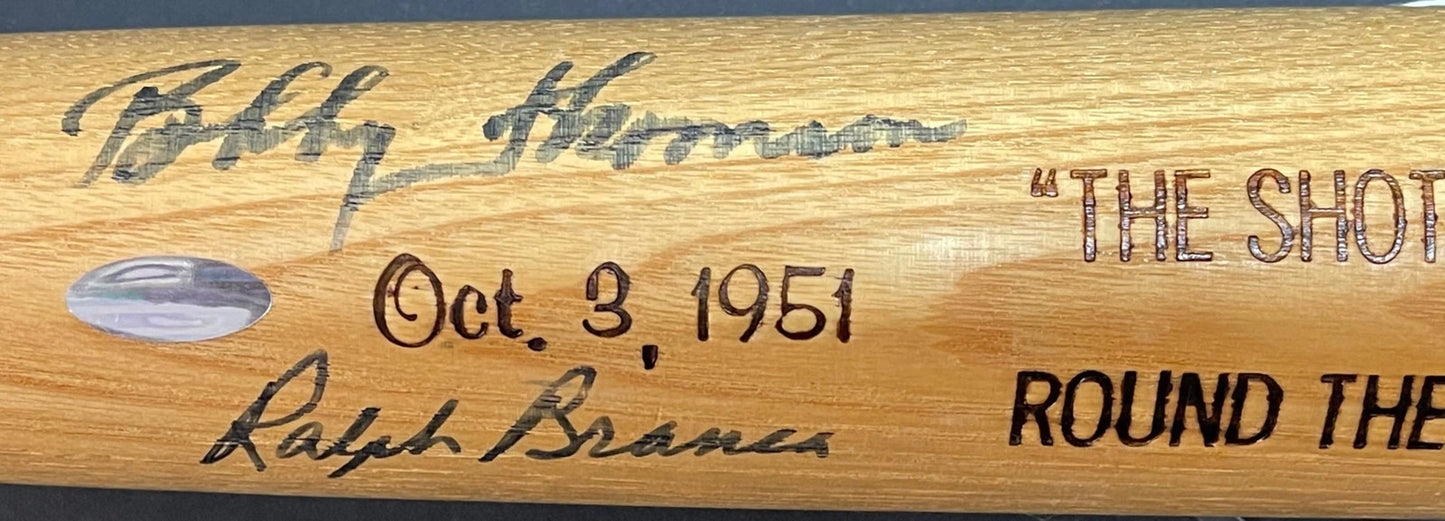 Bobby Thomson
"THE SHOT
Oct. 3, 1951
ROUND THE
Ralph Branca